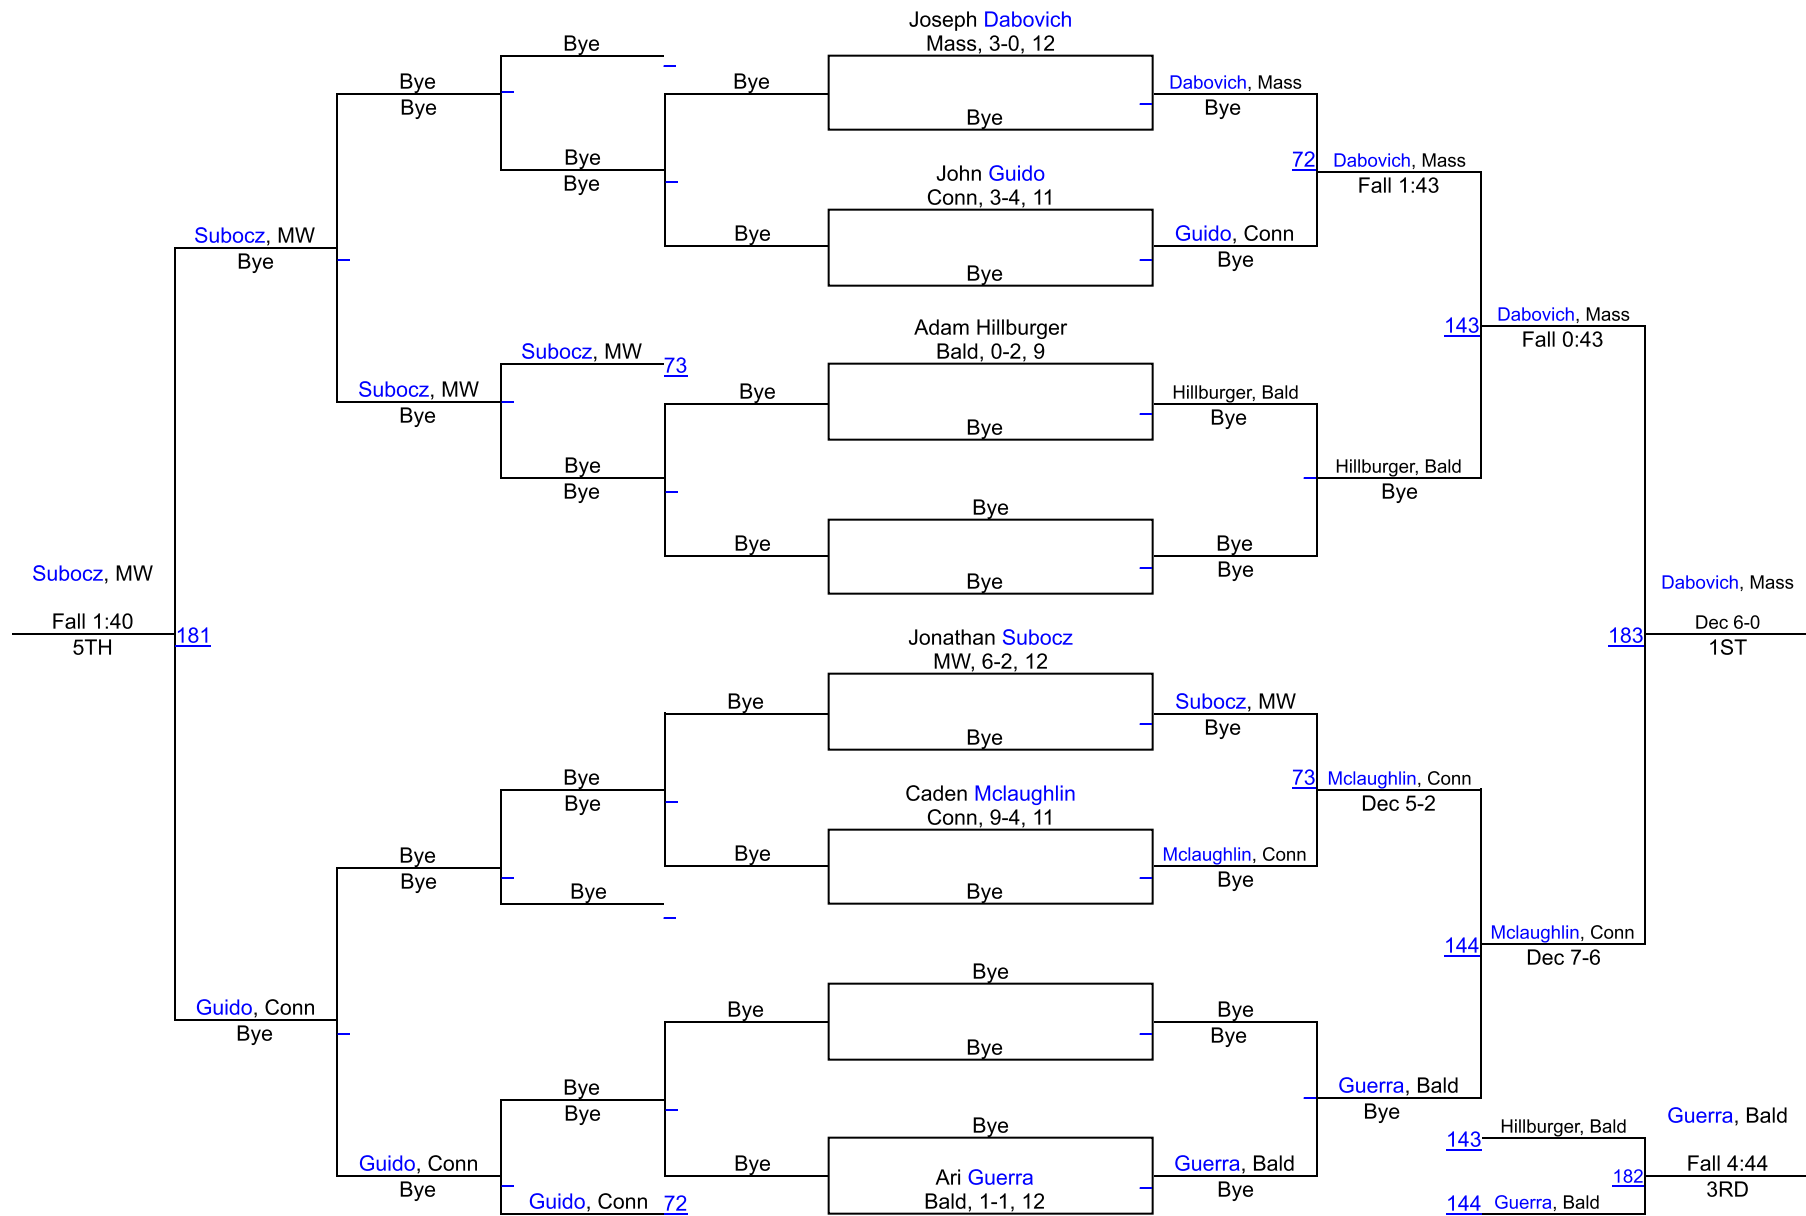 Joseph Dabovich
Mass, 3-0, 12
Bye
Bye
Bye
Bye
Dabovich, Mass
Bye
Bye
Bye
72
Dabovich, Mass
Fall 1:43
Bye
Bye
John Guido
Conn, 3-4, 11
Subocz, MW
Bye
Bye
Guido, Conn
Bye
Bye
143
Dabovich, Mass
Fall 0:43
Adam Hillburger
Bald, 0-2, 9
Subocz, MW
73
Subocz, MW
Bye
Bye
Hillburger, Bald
Bye
Bye
Bye
Bye
Hillburger, Bald
Bye
Bye
Bye
Bye
Bye
Bye
Subocz, MW
Fall 1:40
5TH
181
Dabovich, Mass
183
Dec 6-0
1ST
Jonathan Subocz
MW, 6-2, 12
Bye
Subocz, MW
Bye
Bye
Bye
Bye
73
Mclaughlin, Conn
Dec 5-2
Caden Mclaughlin
Conn, 9-4, 11
Bye
Bye
Bye
Mclaughlin, Conn
Bye
Bye
Bye
144
Mclaughlin, Conn
Dec 7-6
Bye
Guido, Conn
Bye
Bye
Bye
Bye
Bye
Bye
Bye
Guerra, Bald
Bye
Bye
143
Hillburger, Bald
Guerra, Bald
Guido, Conn
Bye
Bye
Ari Guerra
Bald, 1-1, 12
Guerra, Bald
Bye
182
Fall 4:44
3RD
Guido, Conn
72
144
Guerra, Bald